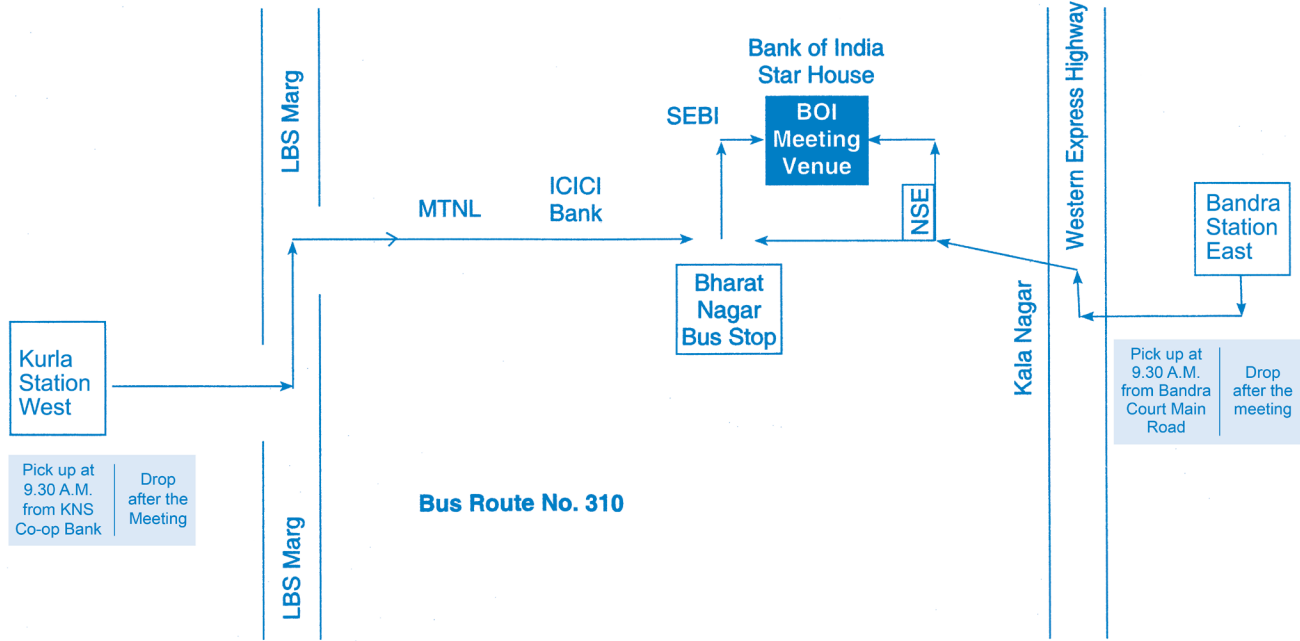 Bank of India
Star House
BOI
Meeting
Venue
SEBI
LBS Marg
Western Express Highway
MTNL
ICICI
Bank
NSE
Bandra
Station
East
Bharat
Nagar
Bus Stop
Kala Nagar
Kurla
Station
West
Pick up at
9.30 A.M.
from Bandra
Court Main
Road
Drop
after the
meeting
Pick up at
9.30 A.M.
from KNS
Co-op Bank
Drop
after the
Meeting
Bus Route No. 310
LBS Marg